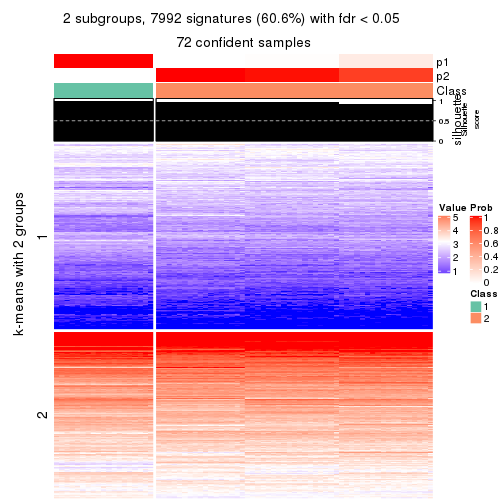 2 subgroups, 7992 signatures (60.6%) with fdr < 0.05
72 confident samples
p1
p2
Class
silhouette
Silhouette
score
1
0.5
0
k-means with 2 groups
1
2
Value
5
4
3
2
1
Prob
1
0.8
0.6
0.4
0.2
0
Class
1
2